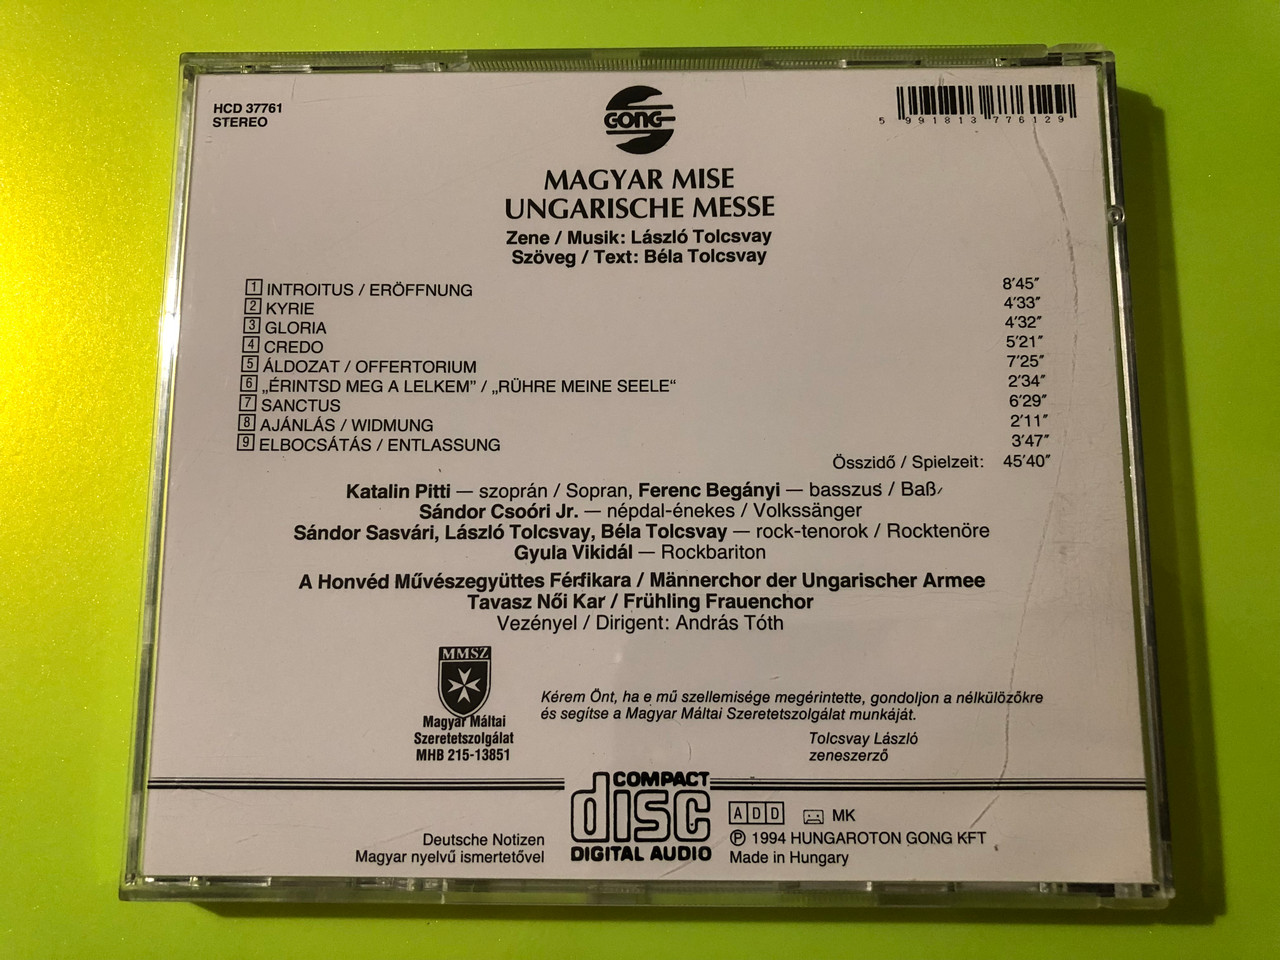 HCD 37761
STEREO
GONG
5 991813 776129
MAGYAR MISE
UNGARISCHE MESSE
Zene / Musik: László Tolcsvay
Szöveg / Text: Béla Tolcsvay
1 INTROITUS / ERÖFFNUNG 8'45"
2 KYRIE 4'33"
3 GLORIA 4'32"
4 CREDO 5'21"
5 ÁLDOZAT / OFFERTORIUM 7'25"
6 „ÉRINTSD MEG A LELKEM” / „RÜHRE MEINE SEELE“ 2'34"
7 SANCTUS 6'29"
8 AJÁNLÁS / WIDMUNG 2'11"
9 ELBOCSÁTÁS / ENTLASSUNG 3'47"
Összidő / Spielzeit: 45'40"
Katalin Pitti — szoprán / Sopran, Ferenc Begányi — basszus / Baß
Sándor Csoóri Jr. — népdal-énekes / Volkssänger
Sándor Sasvári, László Tolcsvay, Béla Tolcsvay — rock-tenorok / Rocktenöre
Gyula Vikidál — Rockbariton
A Honvéd Művészegyüttes Férfikara / Männerchor der Ungarischer Armee
Tavasz Női Kar / Frühling Frauenchor
Vezényel / Dirigent: András Tóth
MMSZ
Magyar Máltai
Szeretetszolgálat
MHB 215-13851
Kérem Önt, ha e mű szellemisége megérintette, gondoljon a nélkülözőkre
és segítse a Magyar Máltai Szeretetszolgálat munkáját.
Tolcsvay László
zeneszerző
Deutsche Notizen
Magyar nyelvű ismertetővel
COMPACT
disc
DIGITAL AUDIO
ADD MK
℗ 1994 HUNGAROTON GONG KFT
Made in Hungary